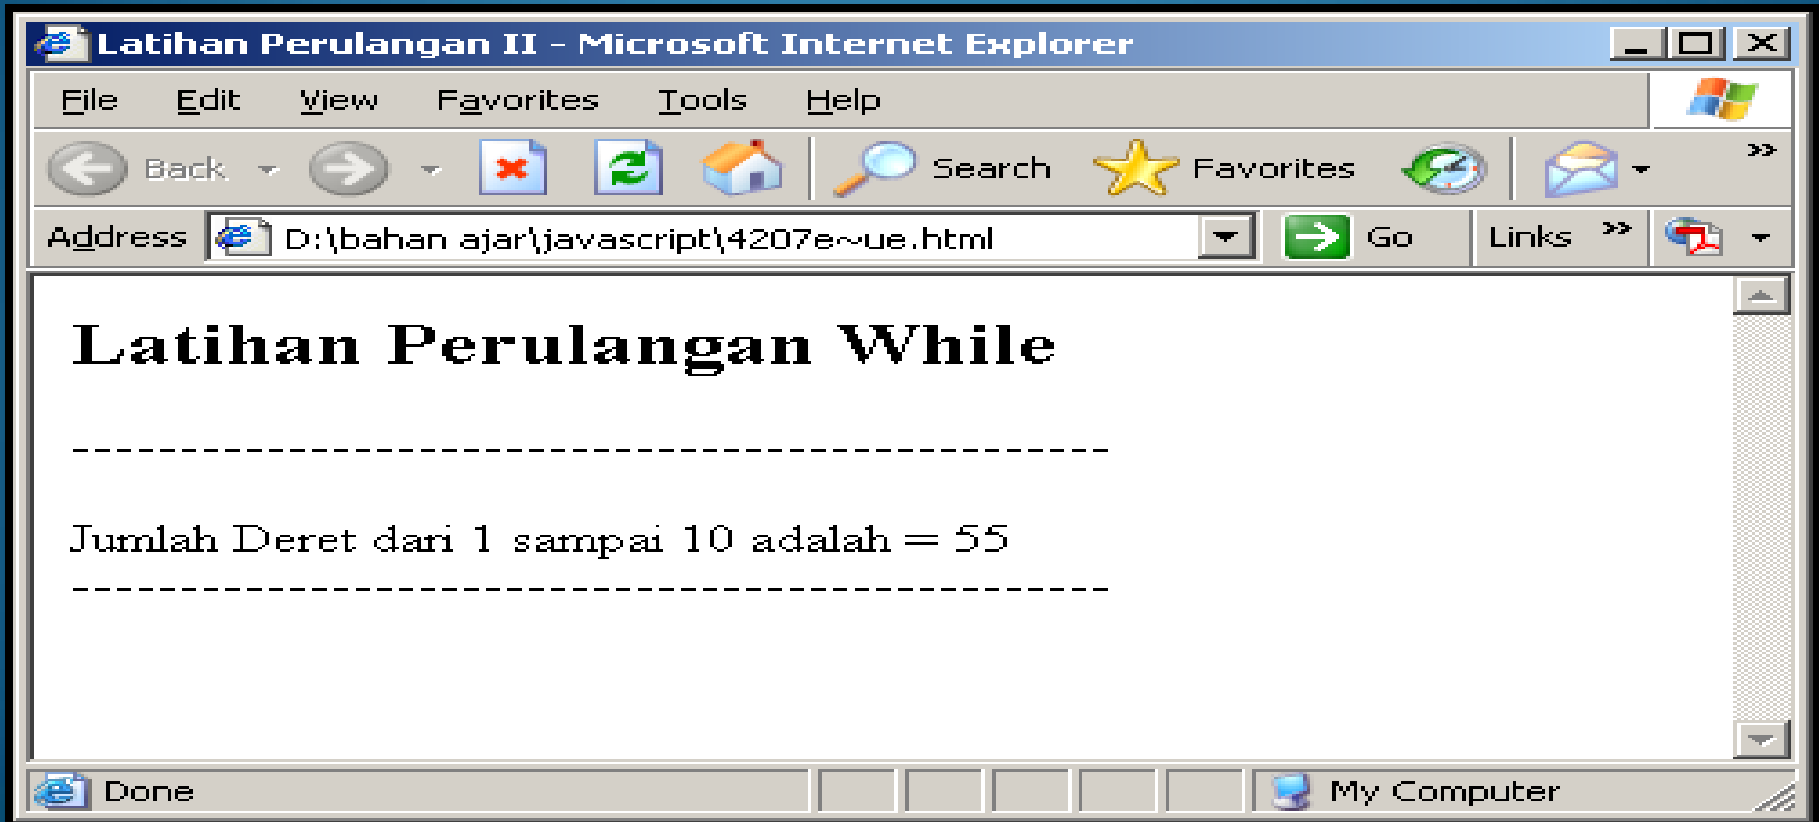 Latihan Perulangan II - Microsoft Internet Explorer
File Edit View Favorites Tools Help
Back Search Favorites »
Address D:\bahan ajar\javascript\4207e~ue.html Go Links »
Latihan Perulangan While
------------------------------------------------
Jumlah Deret dari 1 sampai 10 adalah = 55
------------------------------------------------
Done My Computer